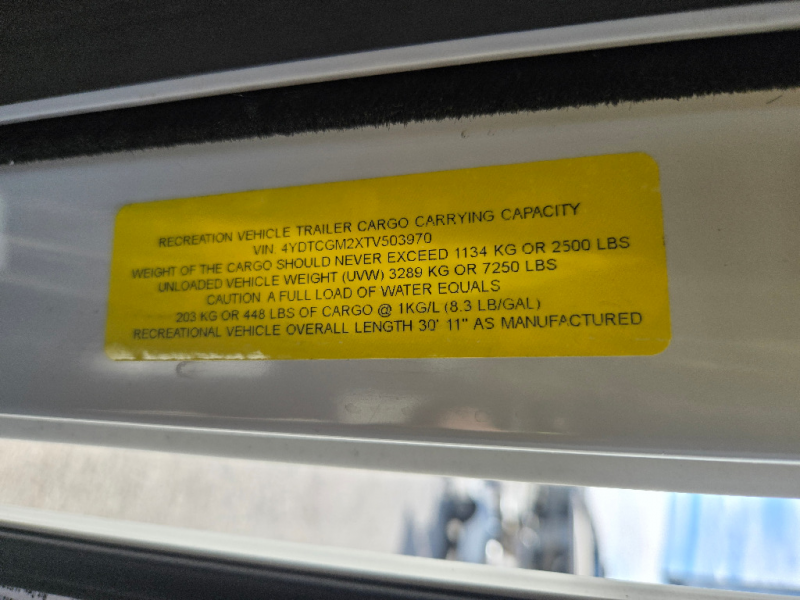 RECREATION VEHICLE TRAILER CARGO CARRYING CAPACITY
VIN. 4YDTCGM2XTV503970
WEIGHT OF THE CARGO SHOULD NEVER EXCEED 1134 KG OR 2500 LBS
UNLOADED VEHICLE WEIGHT (UVW) 3289 KG OR 7250 LBS
CAUTION A FULL LOAD OF WATER EQUALS
203 KG OR 448 LBS OF CARGO @ 1KG/L (8.3 LB/GAL)
RECREATIONAL VEHICLE OVERALL LENGTH 30' 11" AS MANUFACTURED